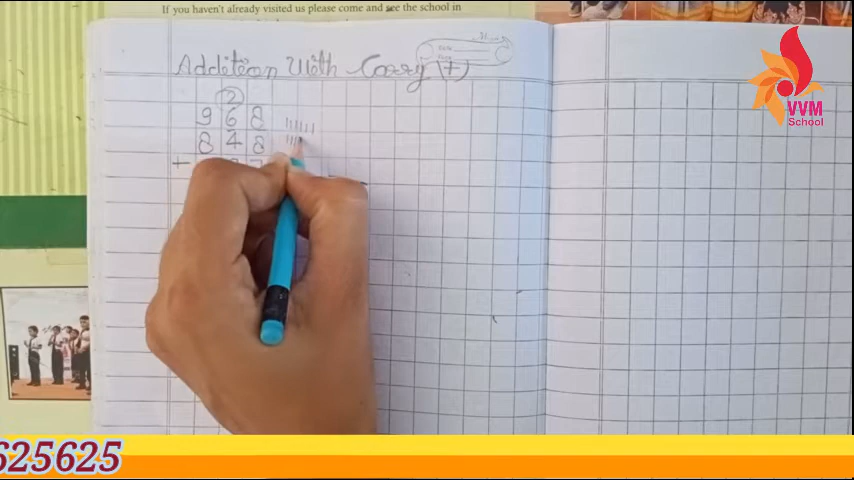 If you haven't already visited us please come and see the school in
Addition With Carry (+)
2
9 6 8
8 4 8
+
VVM
School
625625